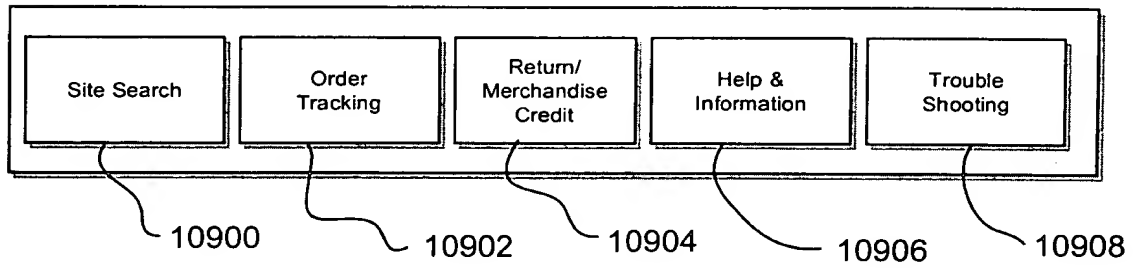 Site Search
Order
Tracking
Return/
Merchandise
Credit
Help &
Information
Trouble
Shooting
10900
10902
10904
10906
10908